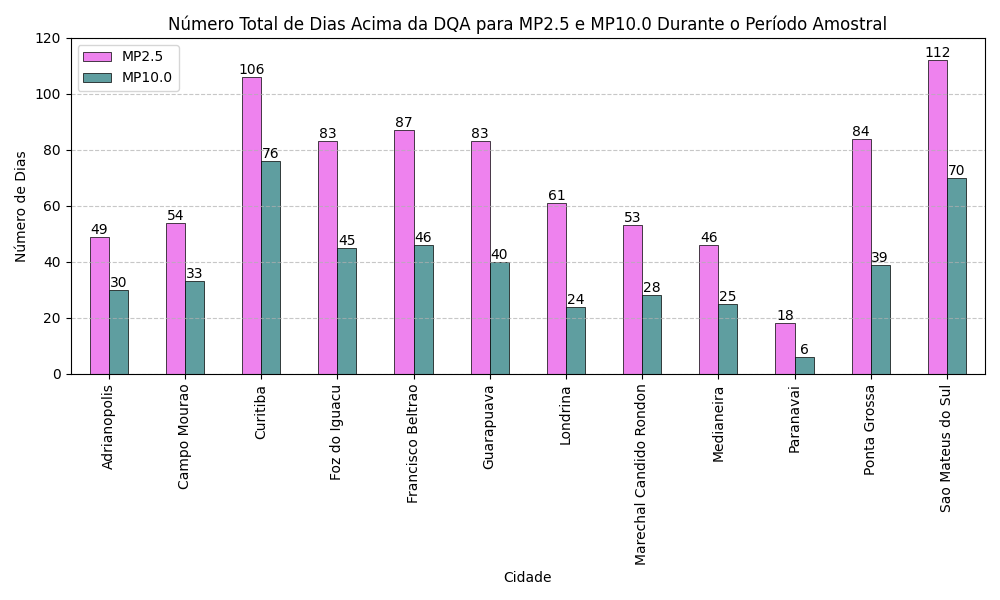 Número Total de Dias Acima da DQA para MP2.5 e MP10.0 Durante o Período Amostral
MP2.5
MP10.0
Número de Dias
120
100
80
60
40
20
0
49
30
54
33
106
76
83
45
87
46
83
40
61
24
53
28
46
25
18
6
84
39
112
70
Adrianopolis
Campo Mourao
Curitiba
Foz do Iguacu
Francisco Beltrao
Guarapuava
Londrina
Marechal Candido Rondon
Medianeira
Paranavai
Ponta Grossa
Sao Mateus do Sul
Cidade